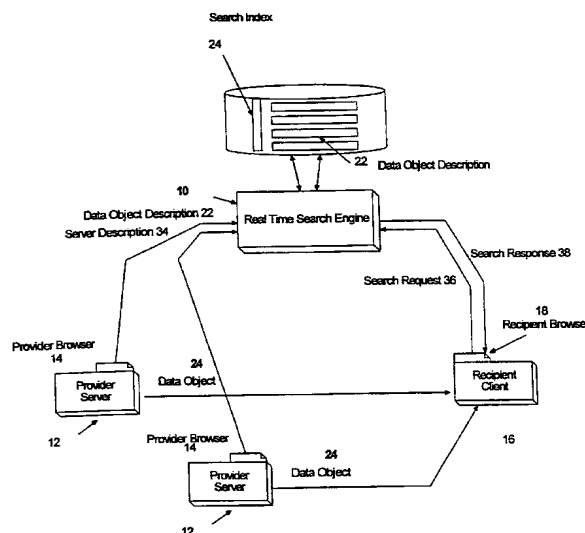 Search Index
24
22
Data Object Description
10
Real Time Search Engine
Data Object Description 22
Server Description 34
Search Response 38
Search Request 36
18
Recipient Browser
Provider Browser
14
24
Data Object
Provider
Server
Recipient
Client
12
16
Provider Browser
14
24
Data Object
Provider
Server
12